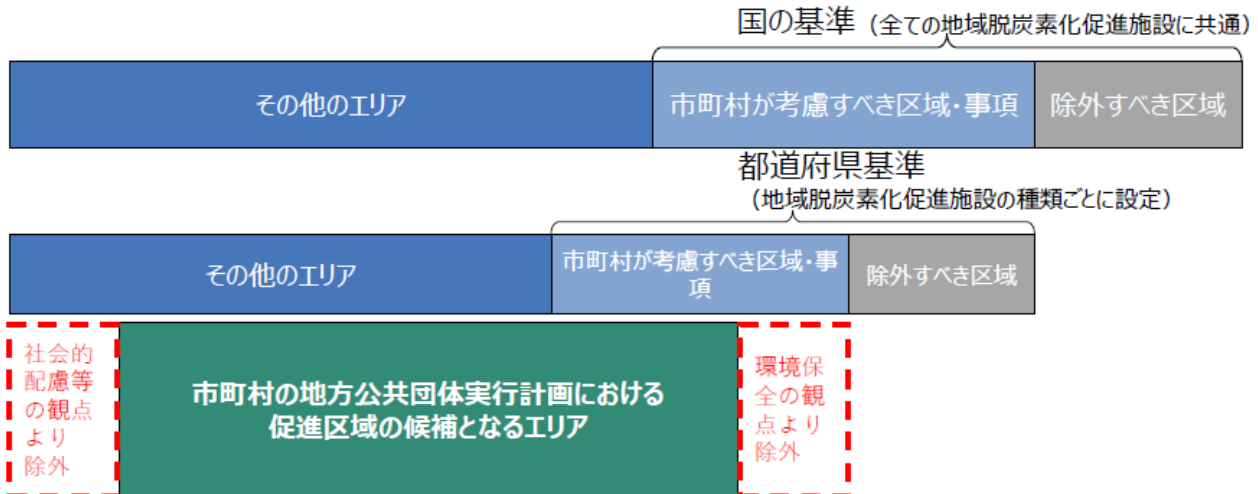 国の基準（全ての地域脱炭素化促進施設に共通）
その他のエリア
市町村が考慮すべき区域・事項
除外すべき区域
都道府県基準
（地域脱炭素化促進施設の種類ごとに設定）
その他のエリア
市町村が考慮すべき区域・事
項
除外すべき区域
社会的
配慮等
の観点
より
除外
市町村の地方公共団体実行計画における
促進区域の候補となるエリア
環境保
全の観
点より
除外